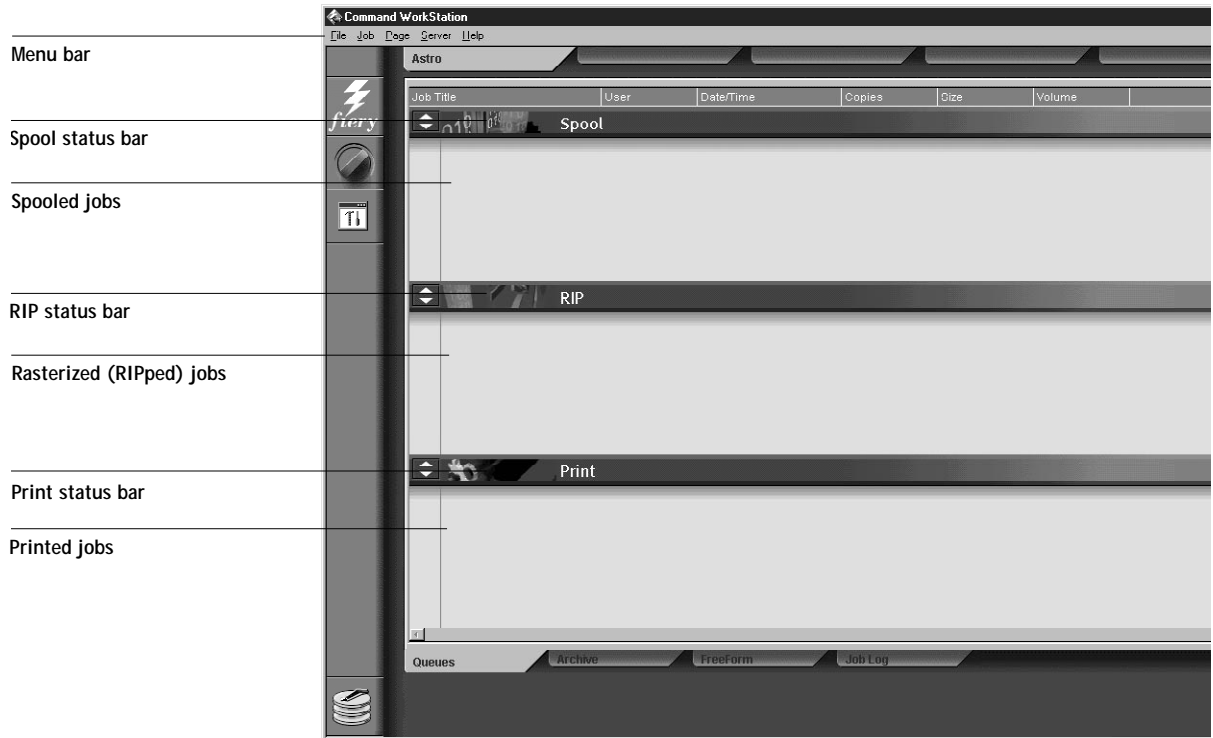 Command WorkStation
File Job Page Server Help
Menu bar
Astro
fiery
Job Title User Date/Time Copies Size Volume
Spool
Spool status bar
Spooled jobs
RIP
RIP status bar
Rasterized (RIPped) jobs
Print
Print status bar
Printed jobs
Queues Archive FreeForm Job Log